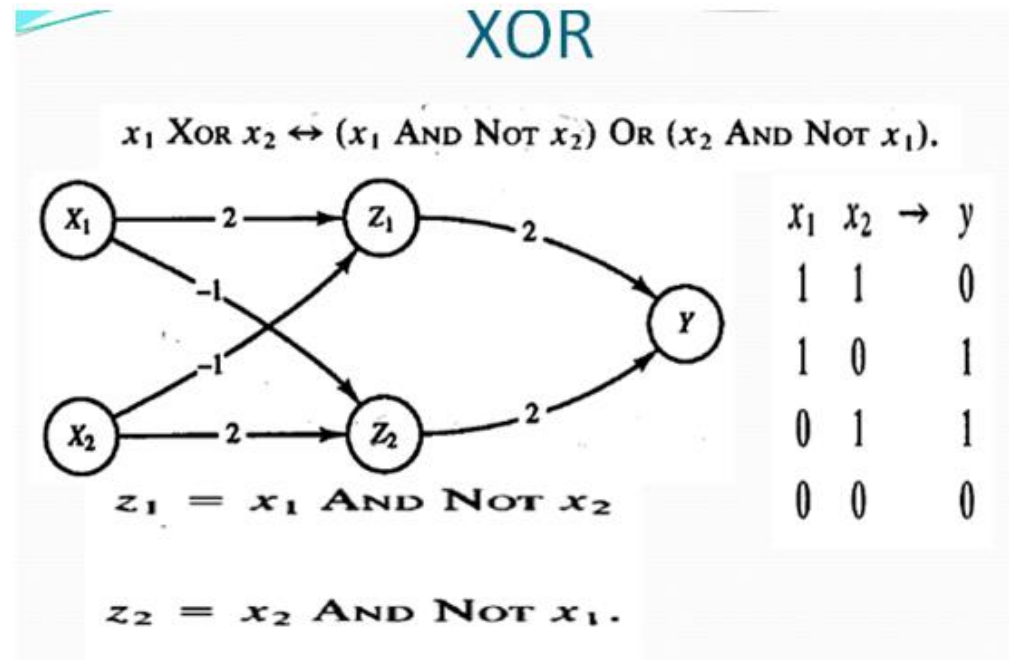 XOR
x₁ XOR x₂ ↔ (x₁ AND NOT x₂) OR (x₂ AND NOT x₁).
X₁ 2 Z₁ 2
-1
Y
-1
X₂ 2 Z₂ 2
x₁ x₂ → y
1 1 0
1 0 1
0 1 1
0 0 0
z₁ = x₁ AND NOT x₂
z₂ = x₂ AND NOT x₁.